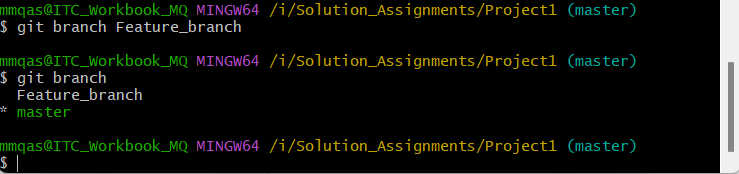 mmqas@ITC_Workbook_MQ MINGW64 /i/Solution_Assignments/Project1 (master)
$ git branch Feature_branch
mmqas@ITC_Workbook_MQ MINGW64 /i/Solution_Assignments/Project1 (master)
$ git branch
  Feature_branch
* master
mmqas@ITC_Workbook_MQ MINGW64 /i/Solution_Assignments/Project1 (master)
$